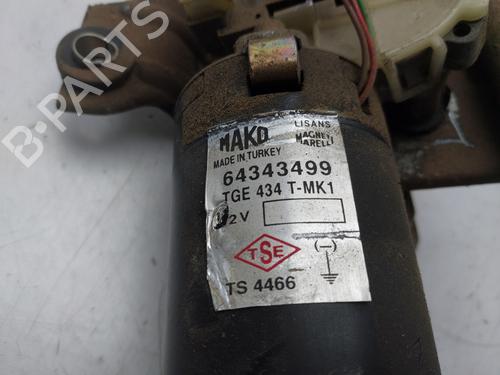 MAKO
LISANS
MAGNETI
MARELLI
MADE IN TURKEY
64343499
TGE 434 T-MK1
12V
TSE
(-)
TS 4466
B-PARTS